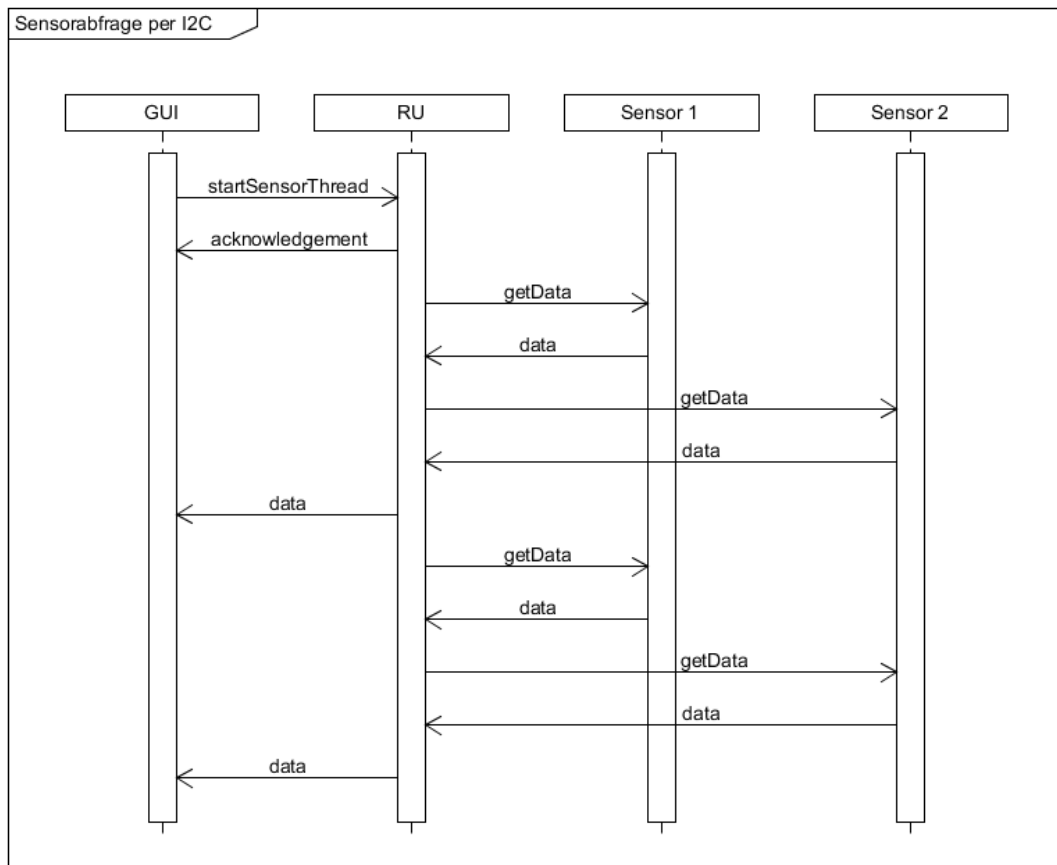 Sensorabfrage per I2C
GUI
RU
Sensor 1
Sensor 2
startSensorThread
acknowledgement
getData
data
getData
data
data
getData
data
getData
data
data